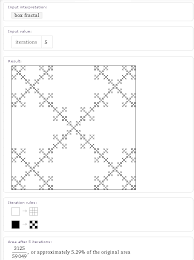 Input interpretation:
box fractal
Input value:
iterations 5
Result:
Iteration rules:
Area after 5 iterations:
3125
59049
, or approximately 5.29% of the original area